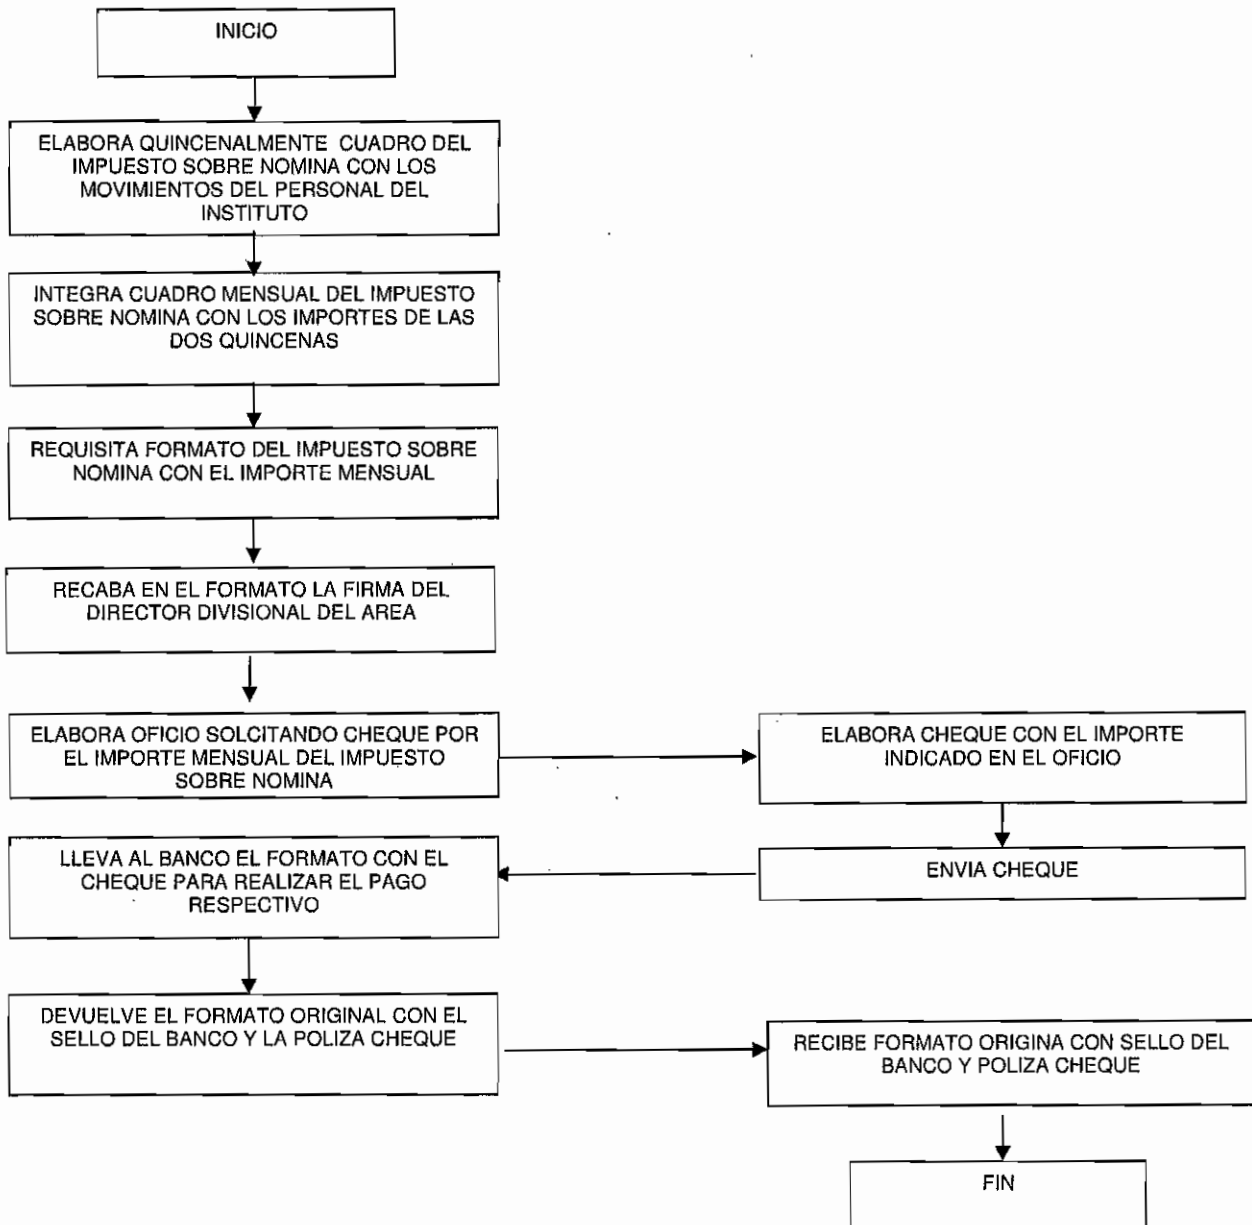 INICIO
ELABORA QUINCENALMENTE CUADRO DEL
IMPUESTO SOBRE NOMINA CON LOS
MOVIMIENTOS DEL PERSONAL DEL
INSTITUTO
INTEGRA CUADRO MENSUAL DEL IMPUESTO
SOBRE NOMINA CON LOS IMPORTES DE LAS
DOS QUINCENAS
REQUISITA FORMATO DEL IMPUESTO SOBRE
NOMINA CON EL IMPORTE MENSUAL
RECABA EN EL FORMATO LA FIRMA DEL
DIRECTOR DIVISIONAL DEL AREA
ELABORA OFICIO SOLCITANDO CHEQUE POR
EL IMPORTE MENSUAL DEL IMPUESTO
SOBRE NOMINA
ELABORA CHEQUE CON EL IMPORTE
INDICADO EN EL OFICIO
ENVIA CHEQUE
LLEVA AL BANCO EL FORMATO CON EL
CHEQUE PARA REALIZAR EL PAGO
RESPECTIVO
DEVUELVE EL FORMATO ORIGINAL CON EL
SELLO DEL BANCO Y LA POLIZA CHEQUE
RECIBE FORMATO ORIGINA CON SELLO DEL
BANCO Y POLIZA CHEQUE
FIN